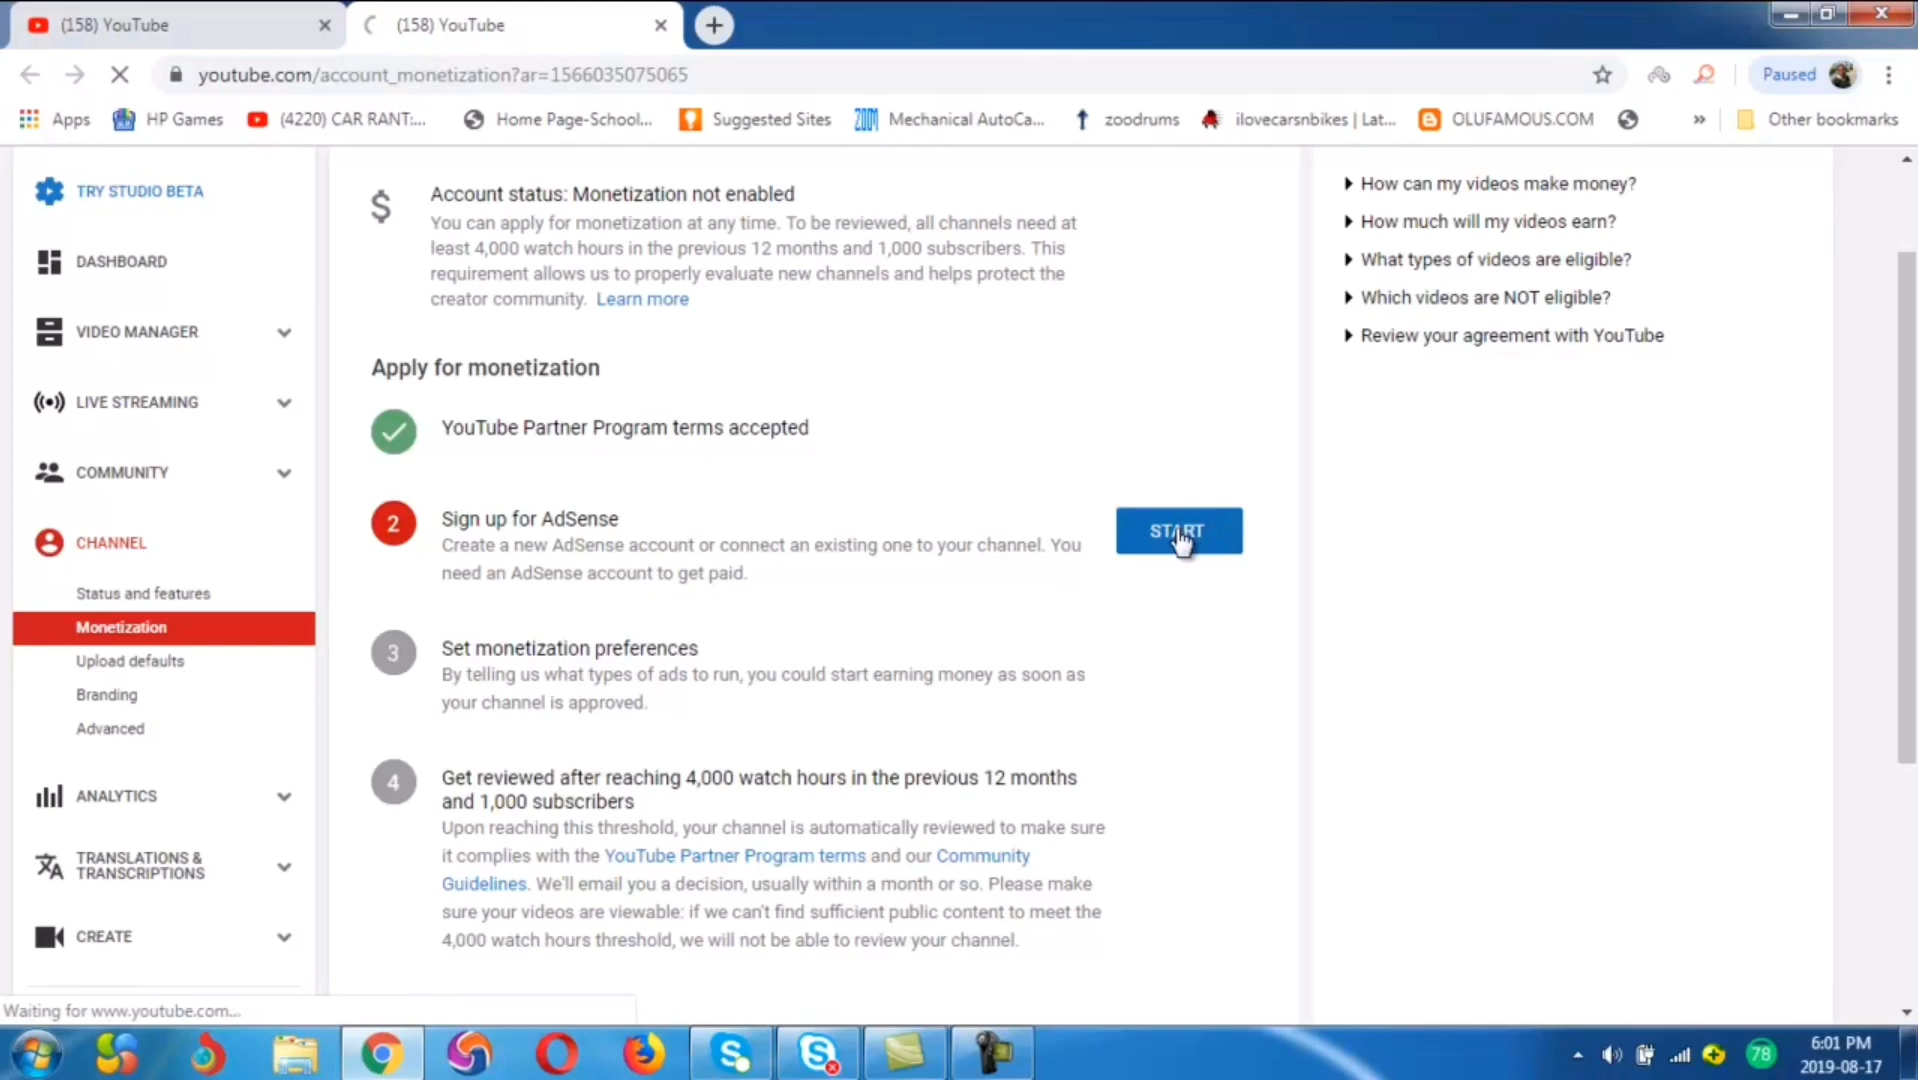 (158) YouTube
(158) YouTube
youtube.com/account_monetization?ar=1566035075065
Paused
Apps
HP Games
(4220) CAR RANT:...
Home Page-School...
Suggested Sites
ZOOM
Mechanical AutoCa...
zoodrums
ilovecarsnbikes | Lat...
OLUFAMOUS.COM
»
Other bookmarks
TRY STUDIO BETA
DASHBOARD
VIDEO MANAGER
LIVE STREAMING
COMMUNITY
CHANNEL
Status and features
Monetization
Upload defaults
Branding
Advanced
ANALYTICS
TRANSLATIONS &
TRANSCRIPTIONS
CREATE
Account status: Monetization not enabled
You can apply for monetization at any time. To be reviewed, all channels need at
least 4,000 watch hours in the previous 12 months and 1,000 subscribers. This
requirement allows us to properly evaluate new channels and helps protect the
creator community. Learn more
Apply for monetization
YouTube Partner Program terms accepted
2
Sign up for AdSense
Create a new AdSense account or connect an existing one to your channel. You
need an AdSense account to get paid.
START
3
Set monetization preferences
By telling us what types of ads to run, you could start earning money as soon as
your channel is approved.
4
Get reviewed after reaching 4,000 watch hours in the previous 12 months
and 1,000 subscribers
Upon reaching this threshold, your channel is automatically reviewed to make sure
it complies with the YouTube Partner Program terms and our Community
Guidelines. We'll email you a decision, usually within a month or so. Please make
sure your videos are viewable: if we can't find sufficient public content to meet the
4,000 watch hours threshold, we will not be able to review your channel.
How can my videos make money?
How much will my videos earn?
What types of videos are eligible?
Which videos are NOT eligible?
Review your agreement with YouTube
Waiting for www.youtube.com...
78
6:01 PM
2019-08-17